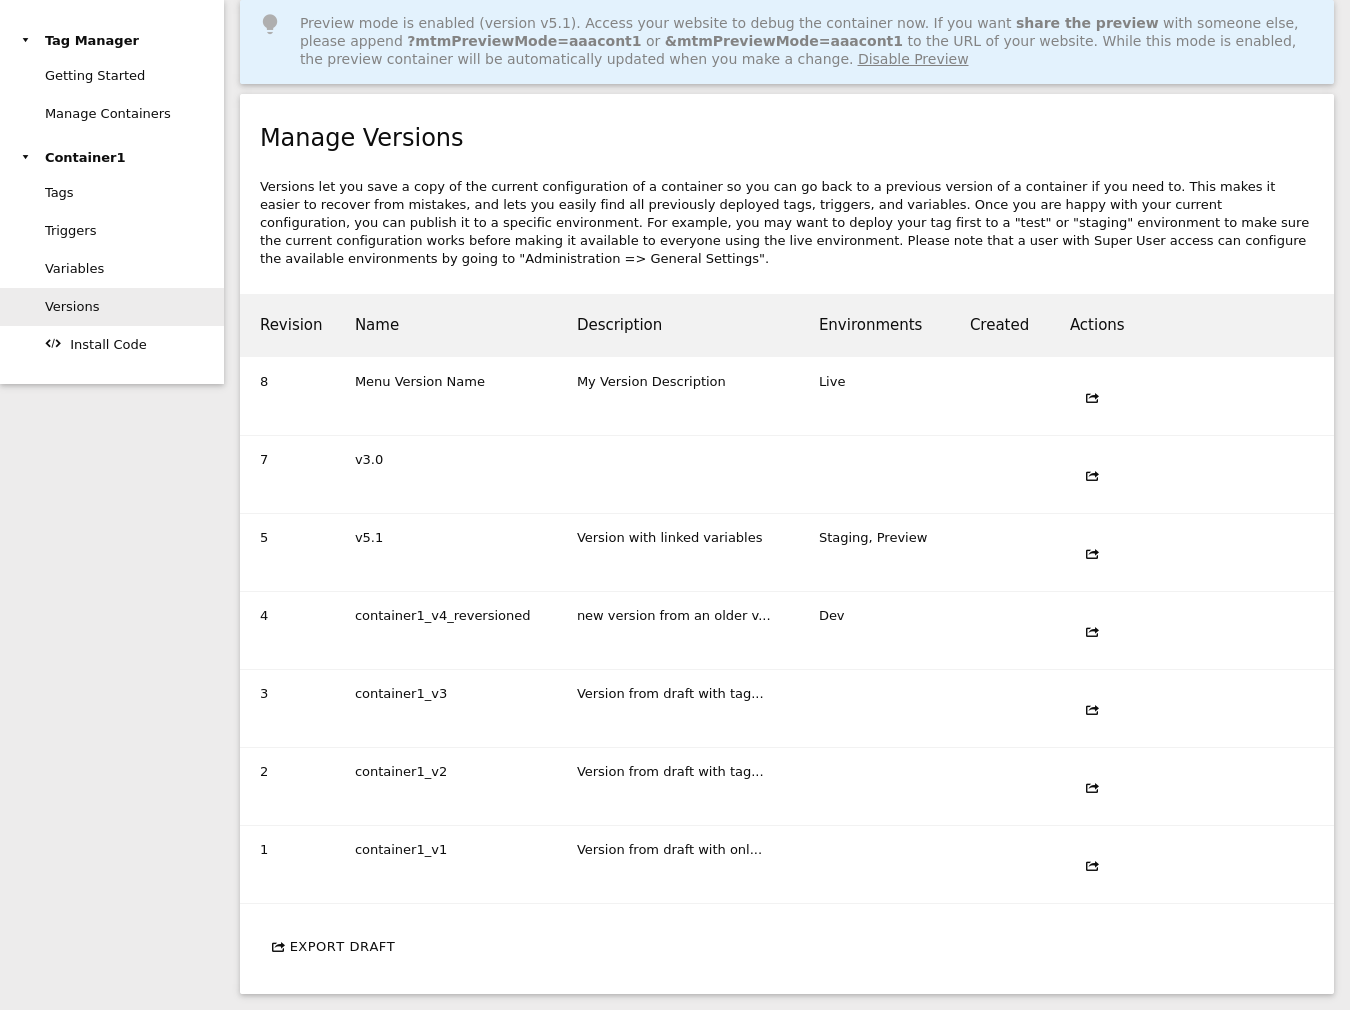 Tag Manager
Getting Started
Manage Containers
Container1
Tags
Triggers
Variables
Versions
Install Code
Preview mode is enabled (version v5.1). Access your website to debug the container now. If you want share the preview with someone else,
please append ?mtmPreviewMode=aaacont1 or &mtmPreviewMode=aaacont1 to the URL of your website. While this mode is enabled,
the preview container will be automatically updated when you make a change. Disable Preview
Manage Versions
Versions let you save a copy of the current configuration of a container so you can go back to a previous version of a container if you need to. This makes it
easier to recover from mistakes, and lets you easily find all previously deployed tags, triggers, and variables. Once you are happy with your current
configuration, you can publish it to a specific environment. For example, you may want to deploy your tag first to a "test" or "staging" environment to make sure
the current configuration works before making it available to everyone using the live environment. Please note that a user with Super User access can configure
the available environments by going to "Administration => General Settings".
Revision Name Description Environments Created Actions
8 Menu Version Name My Version Description Live
7 v3.0
5 v5.1 Version with linked variables Staging, Preview
4 container1_v4_reversioned new version from an older v... Dev
3 container1_v3 Version from draft with tag...
2 container1_v2 Version from draft with tag...
1 container1_v1 Version from draft with onl...
EXPORT DRAFT